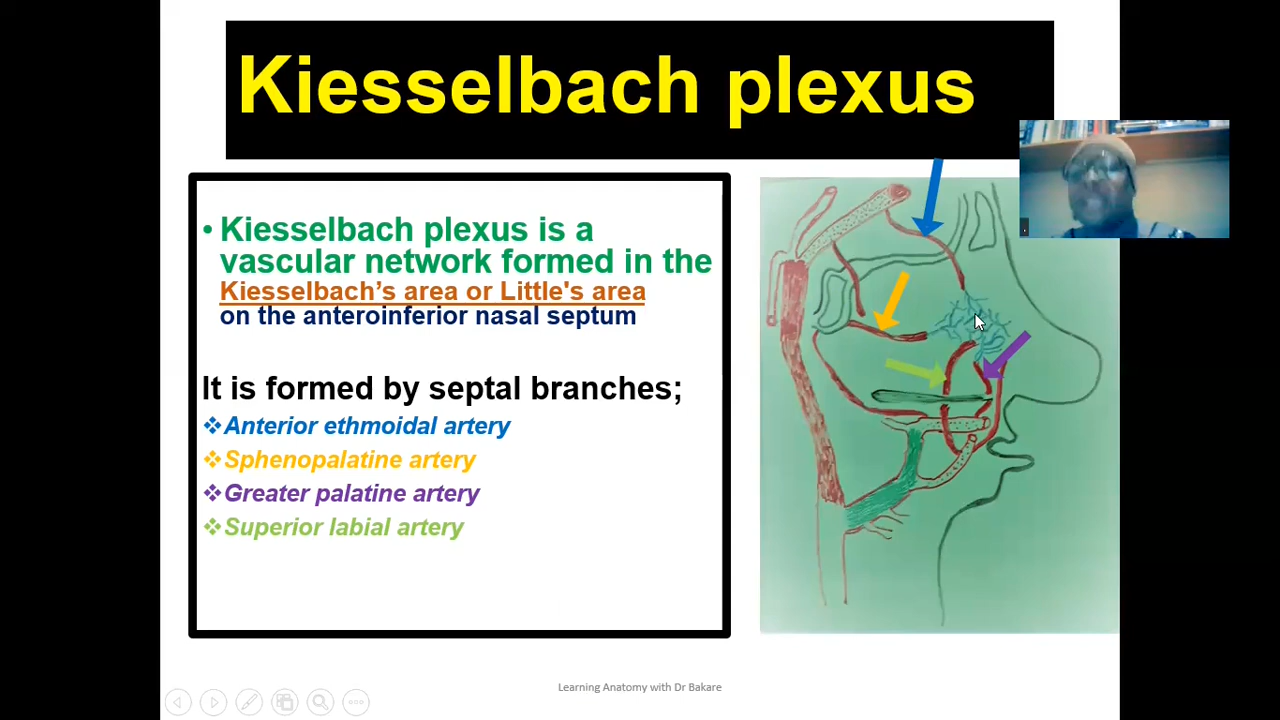 Kiesselbach plexus
• Kiesselbach plexus is a
vascular network formed in the
Kiesselbach’s area or Little's area
on the anteroinferior nasal septum
It is formed by septal branches;
❖Anterior ethmoidal artery
❖Sphenopalatine artery
❖Greater palatine artery
❖Superior labial artery
Learning Anatomy with Dr Bakare